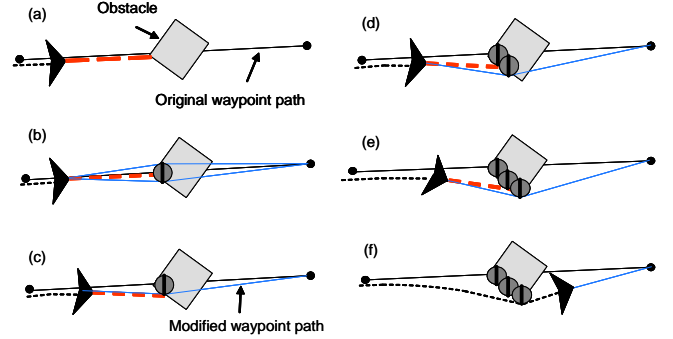 (a)
Obstacle
Original waypoint path
(b)
(c)
Modified waypoint path
(d)
(e)
(f)